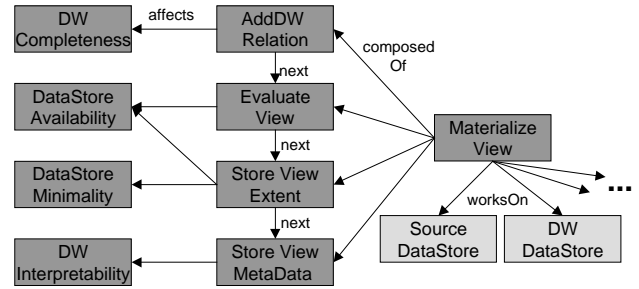 DW
Completeness
affects
AddDW
Relation
composed
Of
next
DataStore
Availability
Evaluate
View
Materialize
View
next
DataStore
Minimality
Store View
Extent
...
worksOn
next
Source
DataStore
DW
DataStore
DW
Interpretability
Store View
MetaData